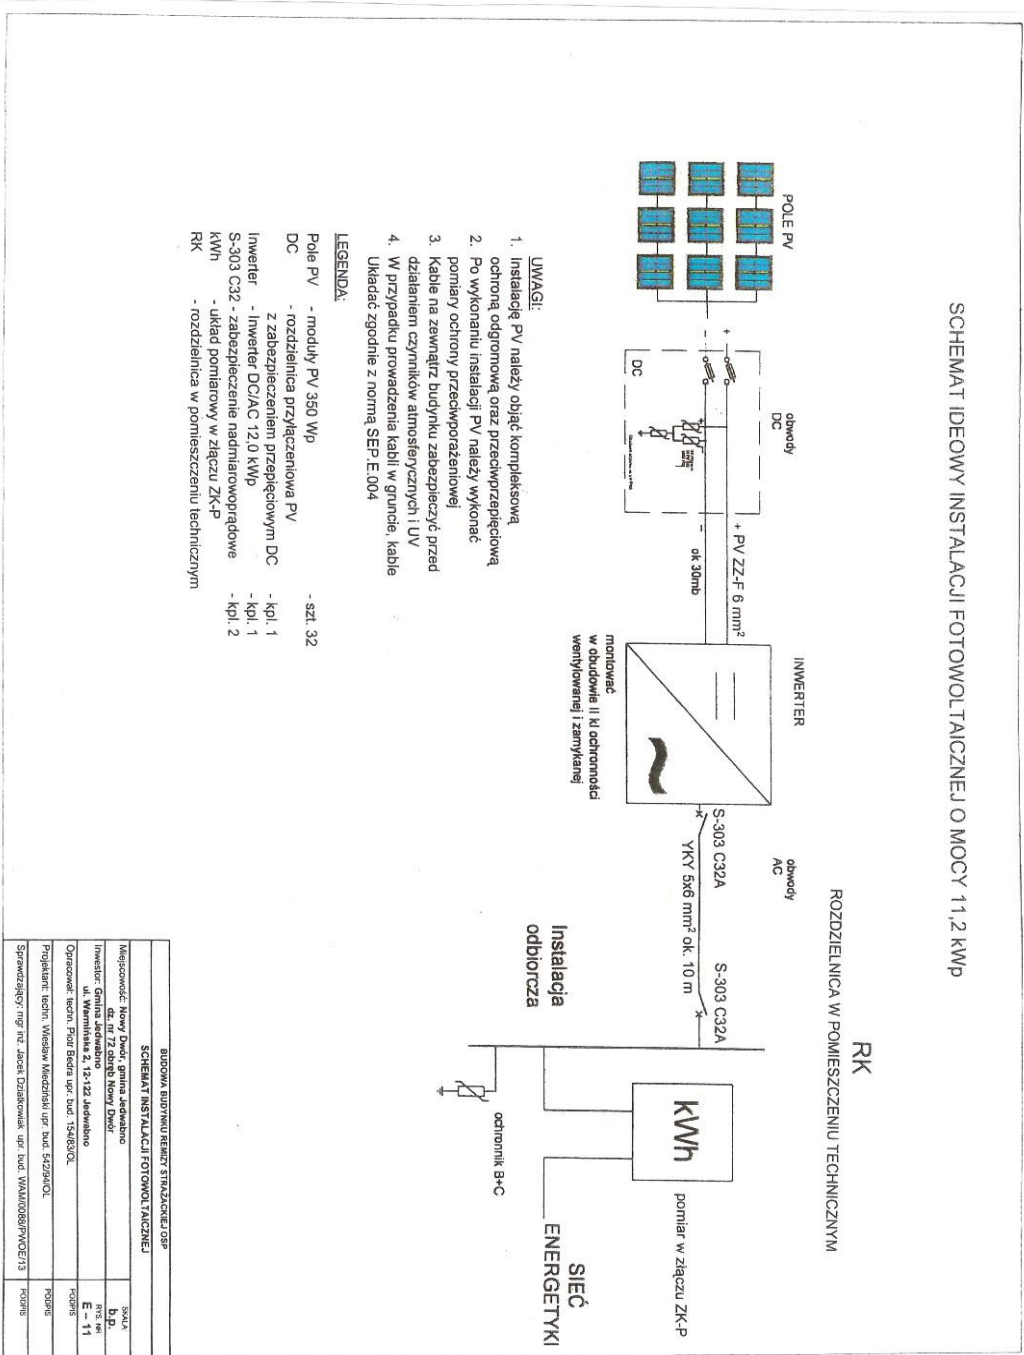 SCHEMAT IDEOWY INSTALACJI FOTOWOLTAICZNEJ O MOCY 11,2 kWp
RK
ROZDZIELNICA W POMIESZCZENIU TECHNICZNYM
POLE PV
obwody
DC
INWERTER
obwody
AC
+
-
DC
+ PV ZZ-F 6 mm²
-
ok 30mb
montować
w obudowie II kl ochronności
wentylowanej i zamykanej
S-303 C32A
YKY 5x6 mm² ok. 10 m
S-303 C32A
Instalacja
odbiorcza
kWh
pomiar w złączu ZK-P
ochronnik B+C
SIEĆ
ENERGETYKI
UWAGI:
1. Instalację PV należy objąć kompleksową
ochroną odgromową oraz przeciwprzepięciową
2. Po wykonaniu instalacji PV należy wykonać
pomiary ochrony przeciwporażeniowej
3. Kable na zewnątrz budynku zabezpieczyć przed
działaniem czynników atmosferycznych i UV
4. W przypadku prowadzenia kabli w gruncie, kable
Układać zgodnie z normą SEP.E.004
LEGENDA:
Pole PV - moduły PV 350 Wp - szt. 32
DC - rozdzielnica przyłączeniowa PV
z zabezpieczeniem przepięciowym DC - kpl. 1
Inwerter - Inwerter DC/AC 12,0 kWp - kpl. 1
S-303 C32 - zabezpieczenie nadmiarowoprądowe - kpl. 2
kWh - układ pomiarowy w złączu ZK-P
RK - rozdzielnica w pomieszczeniu technicznym
BUDOWA BUDYNKU REMIZY STRAŻACKIEJ OSP
SCHEMAT INSTALACJI FOTOWOLTAICZNEJ
Miejscowość: Nowy Dwór, gmina Jedwabno
dz. nr 72 obręb Nowy Dwór
SKALA
b.p.
Inwestor: Gmina Jedwabno
ul. Warmińska 2, 12-122 Jedwabno
RYS. NR
E – 11
Opracował: techn. Piotr Bedra upr. bud. 154/83/OL
PODPIS
Projektant: techn. Wiesław Miedziński upr. bud. 542/94/OL
PODPIS
Sprawdzający: mgr inż. Jacek Działkowiak upr. bud. WAM/0088/PWOE/13
PODPIS